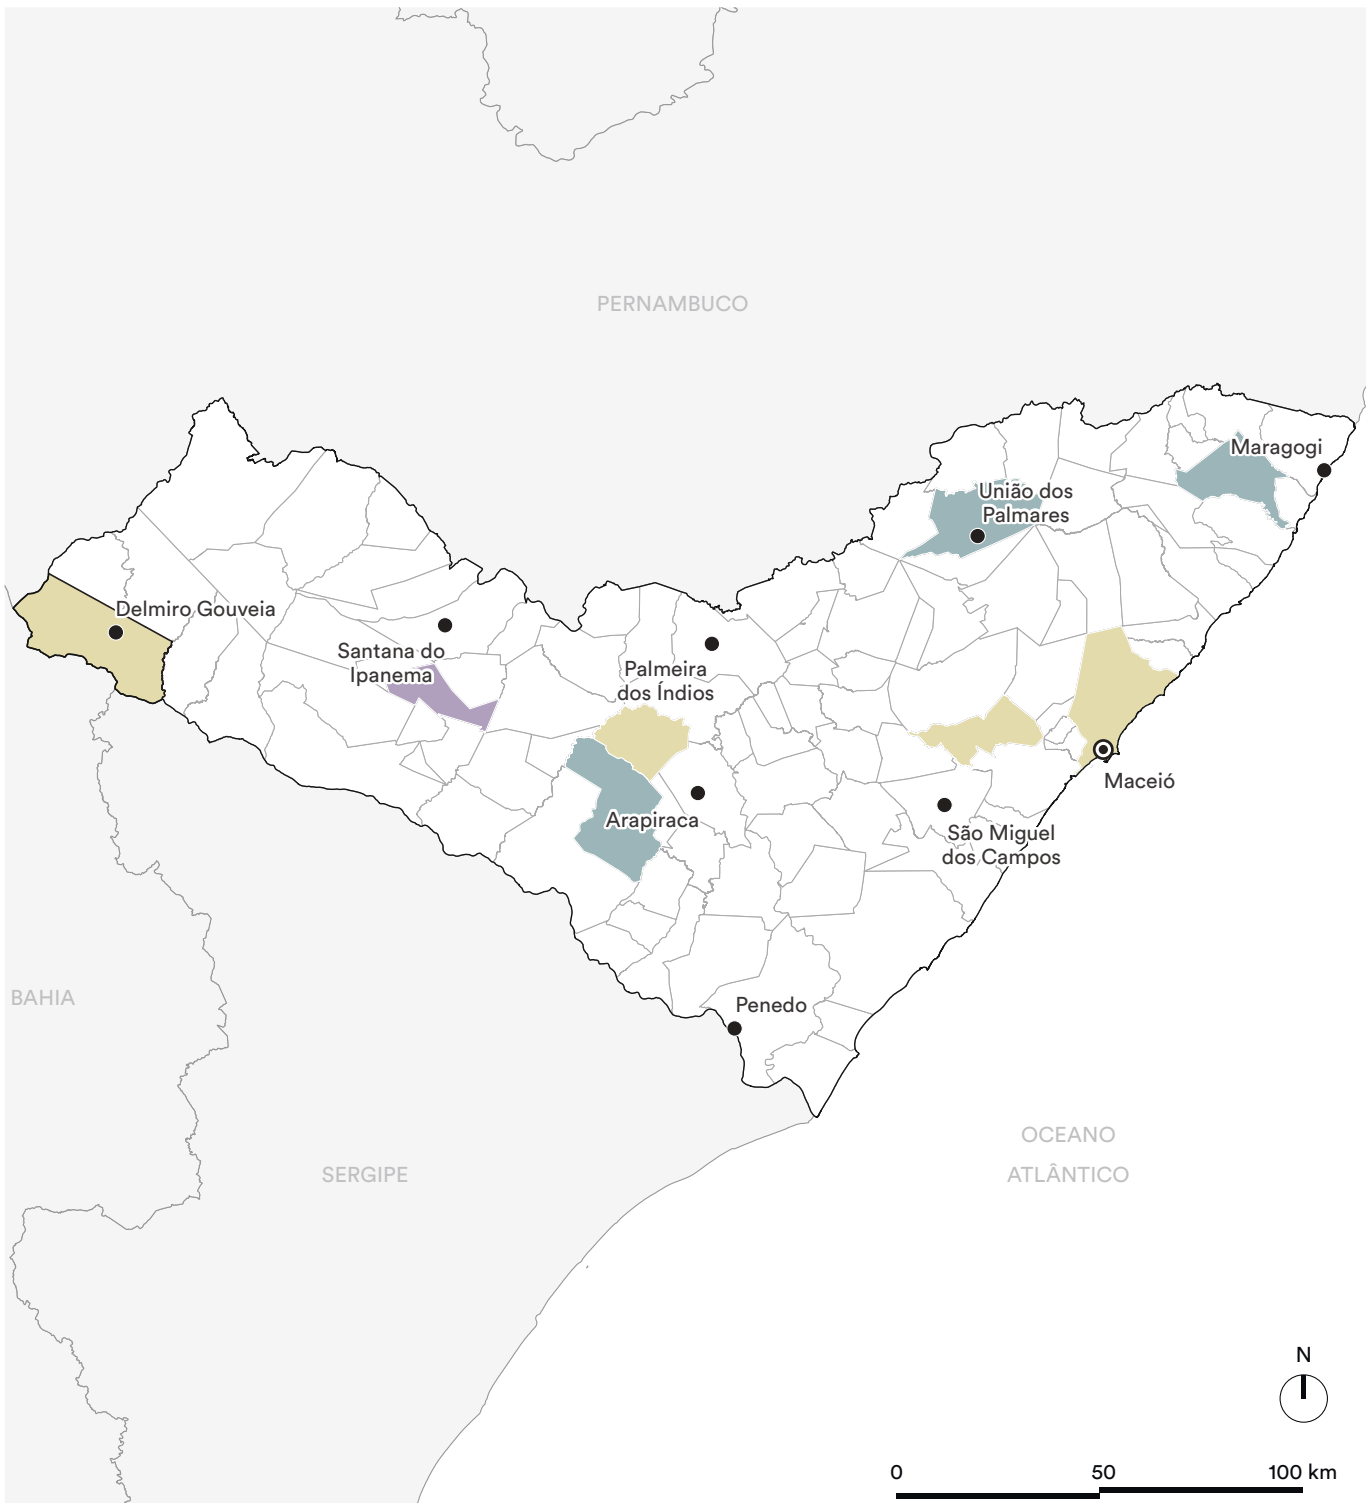 PERNAMBUCO
Maragogi
União dos
Palmares
Delmiro Gouveia
Santana do
Ipanema
Palmeira
dos Índios
Maceió
Arapiraca
São Miguel
dos Campos
BAHIA
Penedo
OCEANO
ATLÂNTICO
SERGIPE
N
0 50 100 km